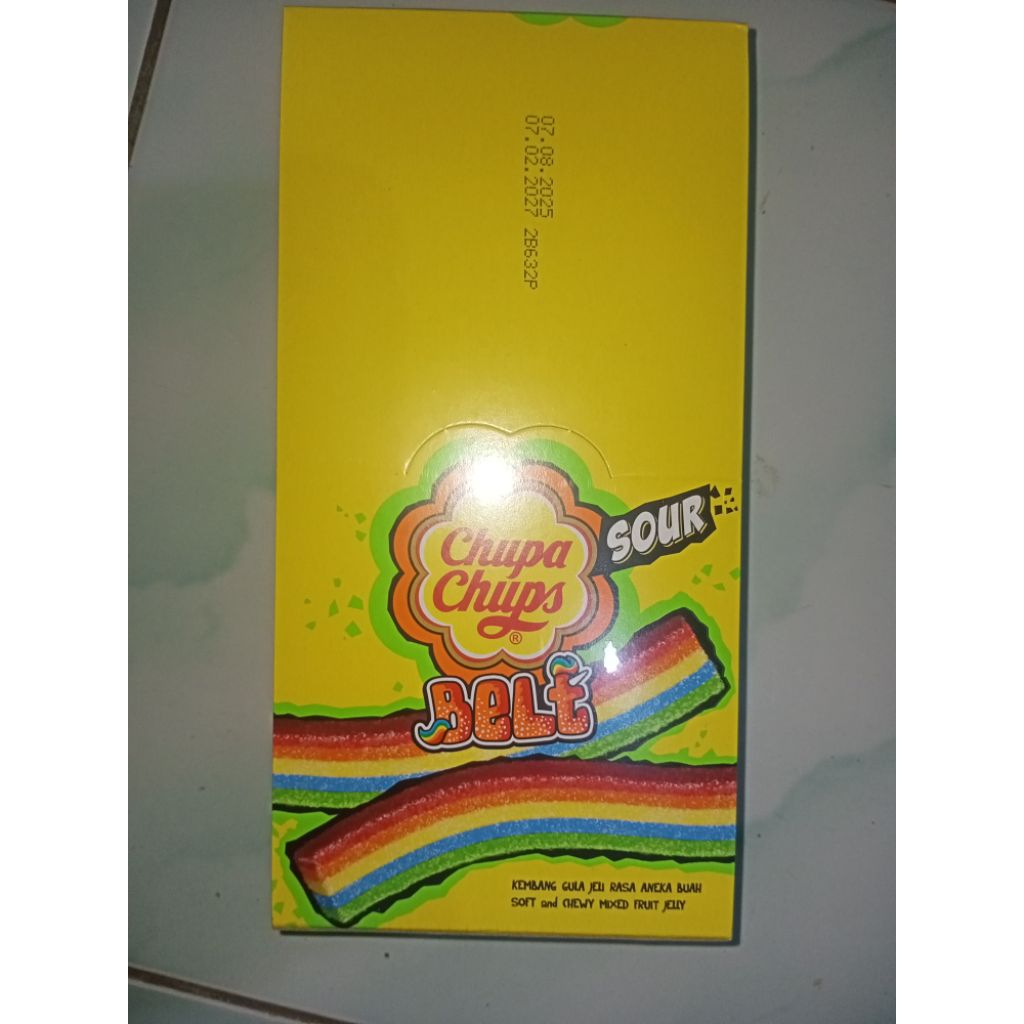 07.08.2025
07.02.2027 2B632P
Chupa
Chups
®
SOUR
BELT
KEMBANG GULA JELI RASA ANEKA BUAH
SOFT and CHEWY MIXED FRUIT JELLY